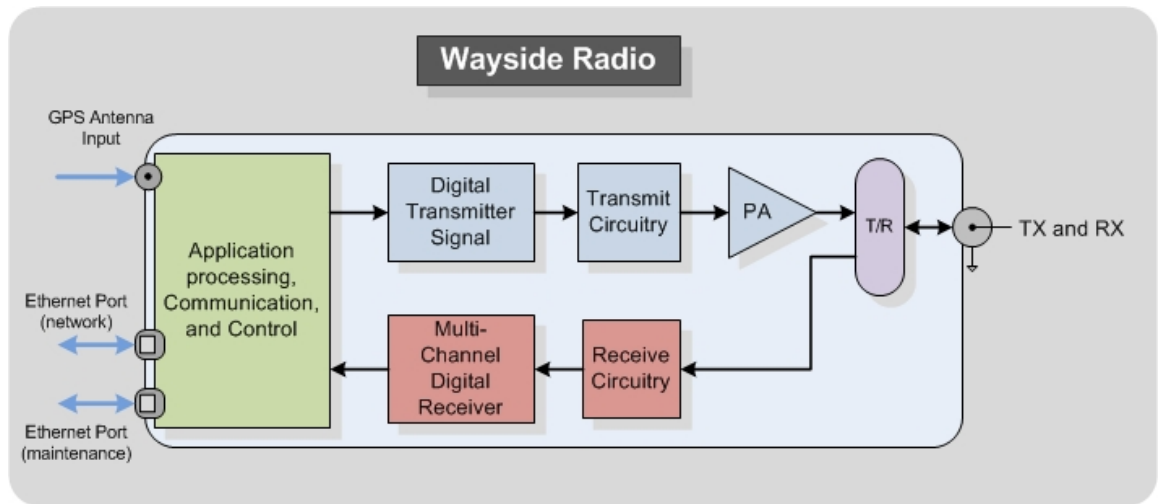 Wayside Radio
GPS Antenna
Input
Digital
Transmitter
Signal
Transmit
Circuitry
PA
T/R
TX and RX
Application
processing,
Communication,
and Control
Ethernet Port
(network)
Multi-
Channel
Digital
Receiver
Receive
Circuitry
Ethernet Port
(maintenance)